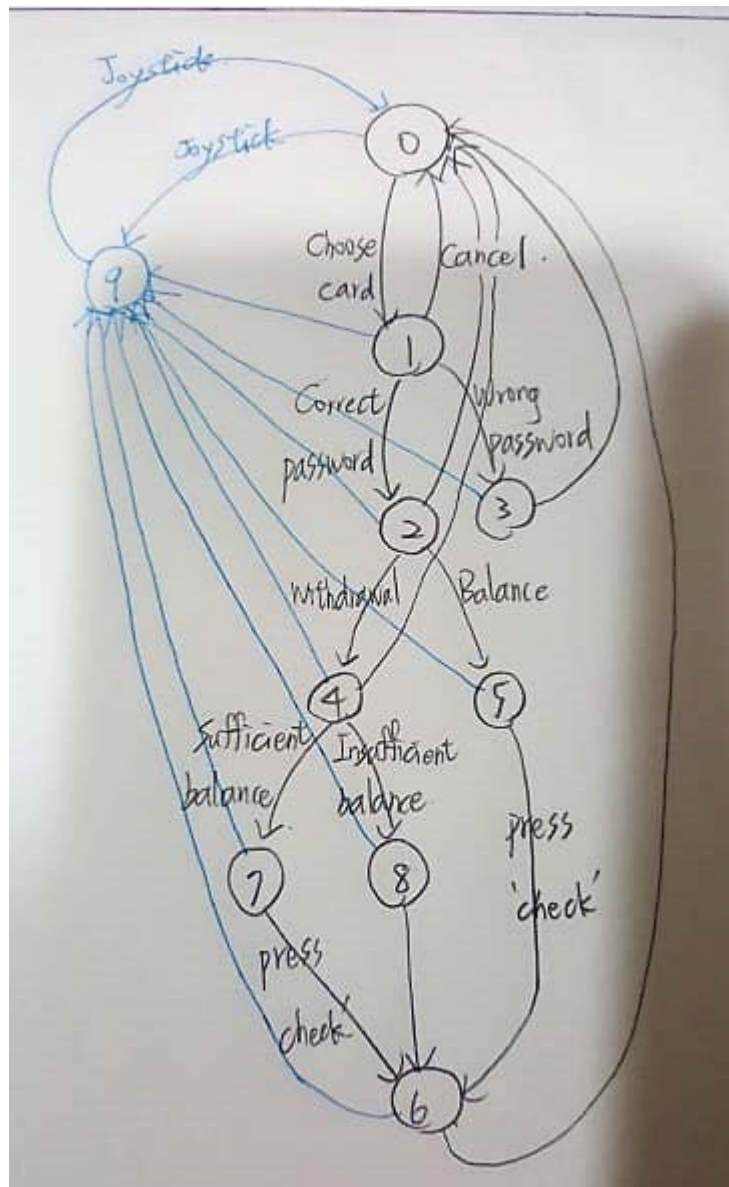 Joystick
0
Joystick
9
Choose
card
Cancel.
1
Correct
password
Wrong
password
2
3
Withdrawal
Balance
4
5
Sufficient
balance
Insufficient
balance
press
'check'
7
8
press
check'
6